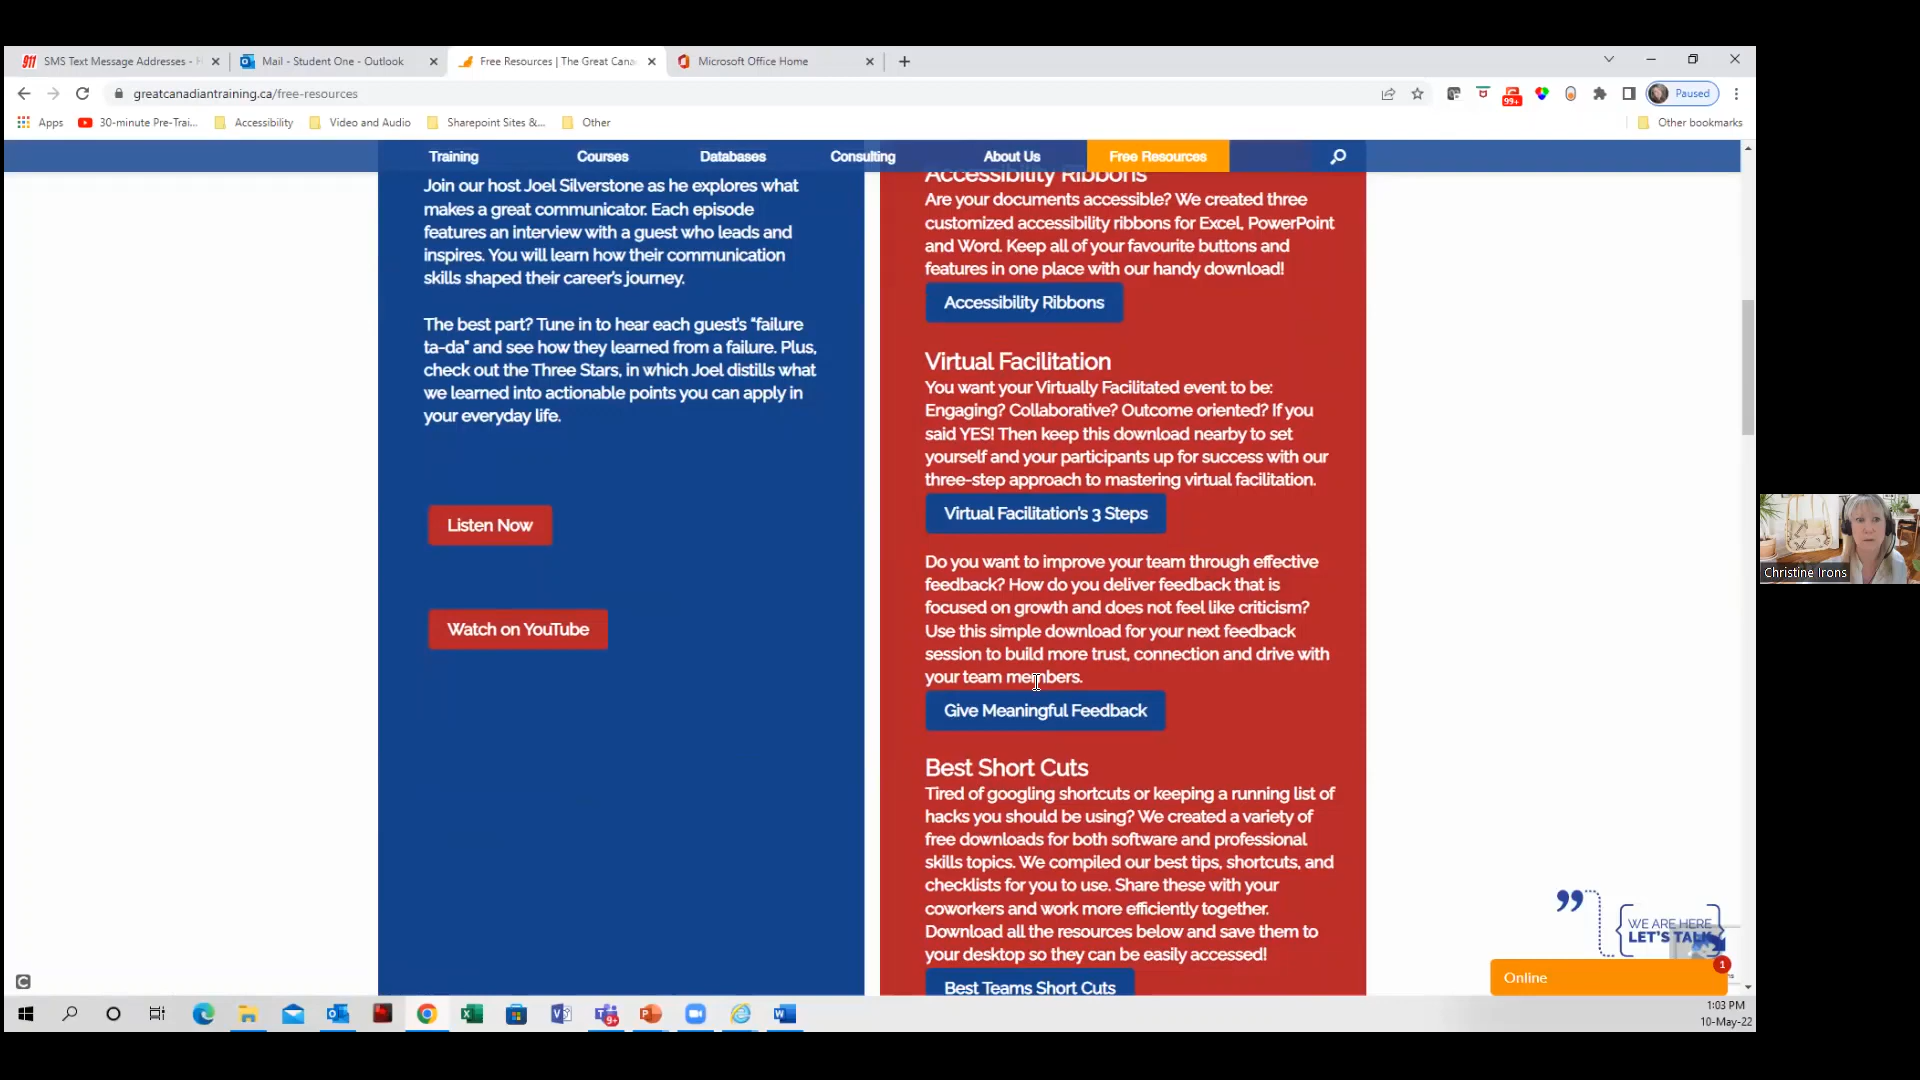 SMS Text Message Addresses -
Mail - Student One - Outlook
Free Resources | The Great Cana
Microsoft Office Home
greatcanadiantraining.ca/free-resources
99+
Paused
Apps
30-minute Pre-Trai...
Accessibility
Video and Audio
Sharepoint Sites &...
Other
Other bookmarks
Training
Courses
Databases
Consulting
About Us
Free Resources
Join our host Joel Silverstone as he explores what
makes a great communicator. Each episode
features an interview with a guest who leads and
inspires. You will learn how their communication
skills shaped their career's journey.
The best part? Tune in to hear each guest's "failure
ta-da" and see how they learned from a failure. Plus,
check out the Three Stars, in which Joel distills what
we learned into actionable points you can apply in
your everyday life.
Listen Now
Watch on YouTube
Accessibility Ribbons
Are your documents accessible? We created three
customized accessibility ribbons for Excel, PowerPoint
and Word. Keep all of your favourite buttons and
features in one place with our handy download!
Accessibility Ribbons
Virtual Facilitation
You want your Virtually Facilitated event to be:
Engaging? Collaborative? Outcome oriented? If you
said YES! Then keep this download nearby to set
yourself and your participants up for success with our
three-step approach to mastering virtual facilitation.
Virtual Facilitation's 3 Steps
Do you want to improve your team through effective
feedback? How do you deliver feedback that is
focused on growth and does not feel like criticism?
Use this simple download for your next feedback
session to build more trust, connection and drive with
your team members.
Give Meaningful Feedback
Best Short Cuts
Tired of googling shortcuts or keeping a running list of
hacks you should be using? We created a variety of
free downloads for both software and professional
skills topics. We compiled our best tips, shortcuts, and
checklists for you to use. Share these with your
coworkers and work more efficiently together.
Download all the resources below and save them to
your desktop so they can be easily accessed!
Best Teams Short Cuts
WE ARE HERE
LET'S TALK
Online
1
Christine Irons
9+
1:03 PM
10-May-22